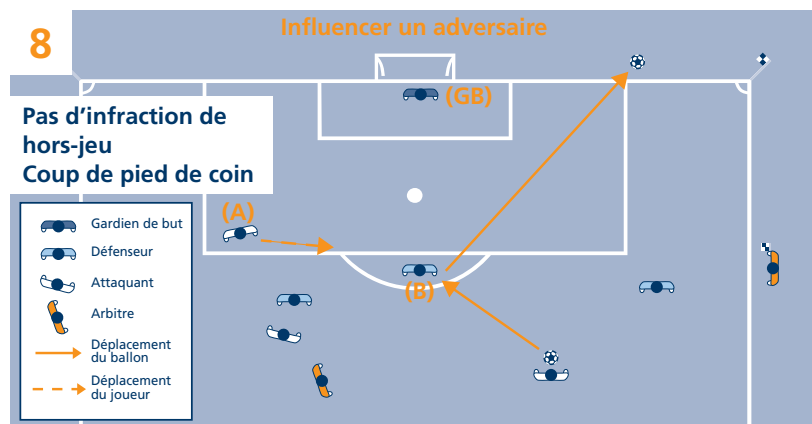 8
Influencer un adversaire
(GB)
Pas d’infraction de
hors-jeu
Coup de pied de coin
(A)
(B)
Gardien de but
Défenseur
Attaquant
Arbitre
Déplacement
du ballon
Déplacement
du joueur